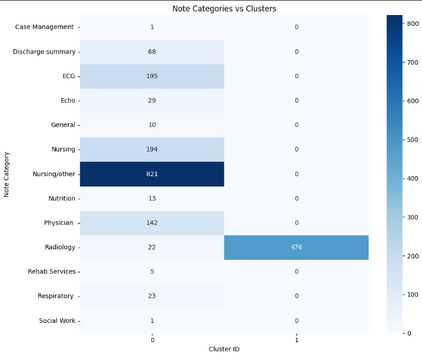 Note Categories vs Clusters
Note Category
Case Management - 1 0
Discharge summary - 68 0
ECG - 195 0
Echo - 29 0
General - 10 0
Nursing - 194 0
Nursing/other - 821 0
Nutrition - 13 0
Physician - 142 0
Radiology - 22 476
Rehab Services - 5 0
Respiratory - 23 0
Social Work - 1 0
0 1
Cluster ID
- 800
- 700
- 600
- 500
- 400
- 300
- 200
- 100
- 0